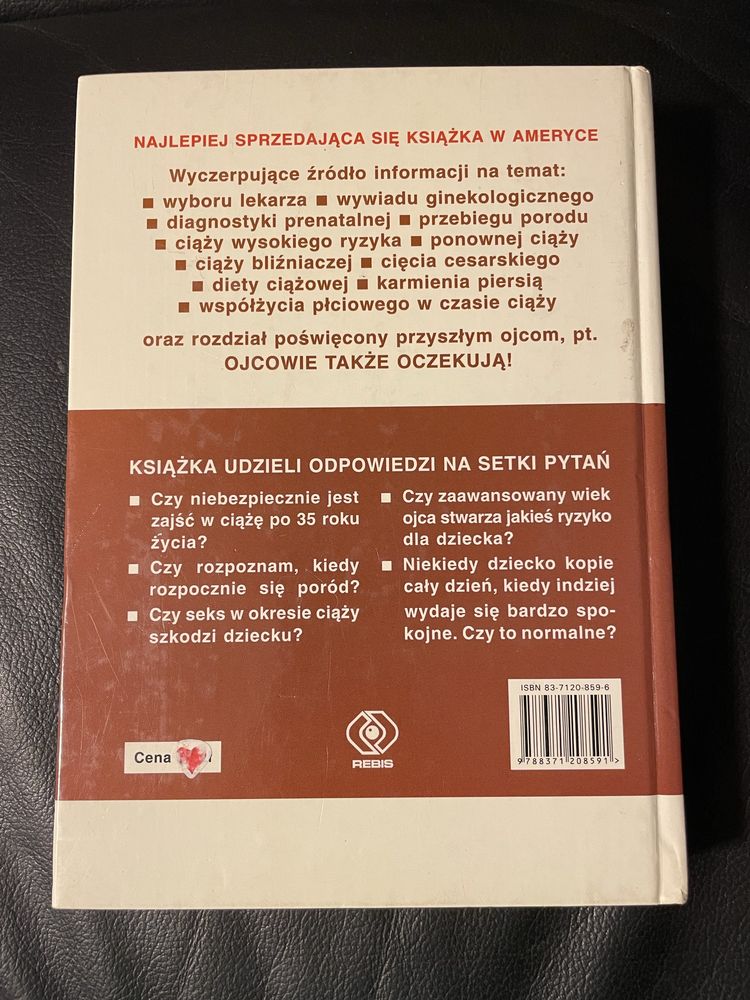 NAJLEPIEJ SPRZEDAJĄCA SIĘ KSIĄŻKA W AMERYCE
Wyczerpujące źródło informacji na temat:
■ wyboru lekarza ■ wywiadu ginekologicznego
■ diagnostyki prenatalnej ■ przebiegu porodu
■ ciąży wysokiego ryzyka ■ ponownej ciąży
■ ciąży bliźniaczej ■ cięcia cesarskiego
■ diety ciążowej ■ karmienia piersią
■ współżycia płciowego w czasie ciąży
oraz rozdział poświęcony przyszłym ojcom, pt.
OJCOWIE TAKŻE OCZEKUJĄ!
KSIĄŻKA UDZIELI ODPOWIEDZI NA SETKI PYTAŃ
■ Czy niebezpiecznie jest
zajść w ciążę po 35 roku
życia?
■ Czy rozpoznam, kiedy
rozpocznie się poród?
■ Czy seks w okresie ciąży
szkodzi dziecku?
■ Czy zaawansowany wiek
ojca stwarza jakieś ryzyko
dla dziecka?
■ Niekiedy dziecko kopie
cały dzień, kiedy indziej
wydaje się bardzo spo-
kojne. Czy to normalne?
ISBN 83-7120-859-6
9 788371 208591 >
Cena
REBIS